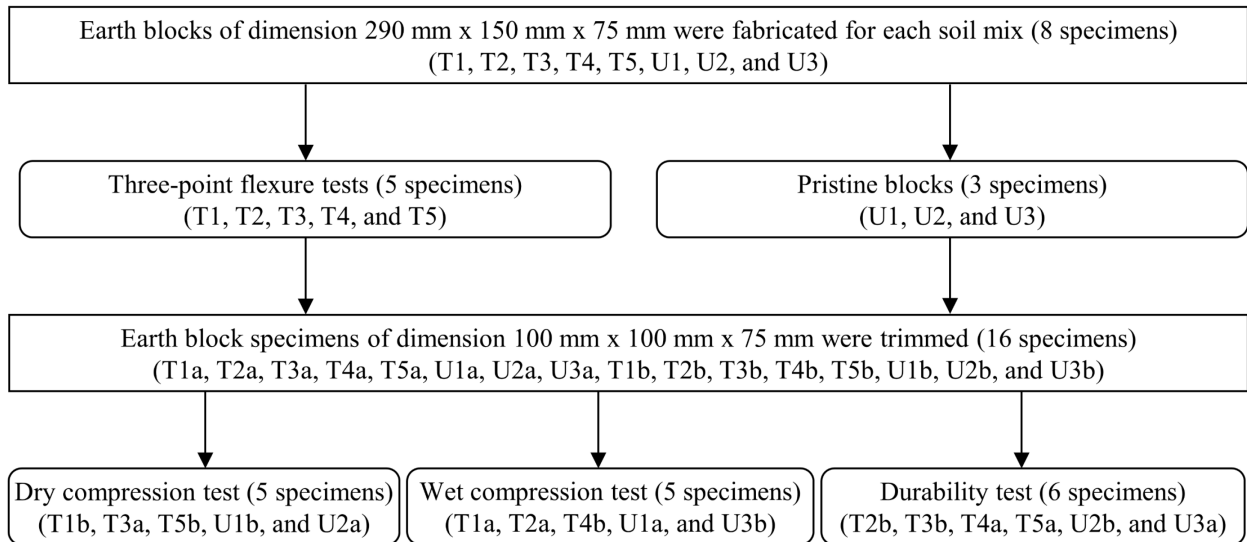 Earth blocks of dimension 290 mm x 150 mm x 75 mm were fabricated for each soil mix (8 specimens)
(T1, T2, T3, T4, T5, U1, U2, and U3)
Three-point flexure tests (5 specimens)
(T1, T2, T3, T4, and T5)
Pristine blocks (3 specimens)
(U1, U2, and U3)
Earth block specimens of dimension 100 mm x 100 mm x 75 mm were trimmed (16 specimens)
(T1a, T2a, T3a, T4a, T5a, U1a, U2a, U3a, T1b, T2b, T3b, T4b, T5b, U1b, U2b, and U3b)
Dry compression test (5 specimens)
(T1b, T3a, T5b, U1b, and U2a)
Wet compression test (5 specimens)
(T1a, T2a, T4b, U1a, and U3b)
Durability test (6 specimens)
(T2b, T3b, T4a, T5a, U2b, and U3a)